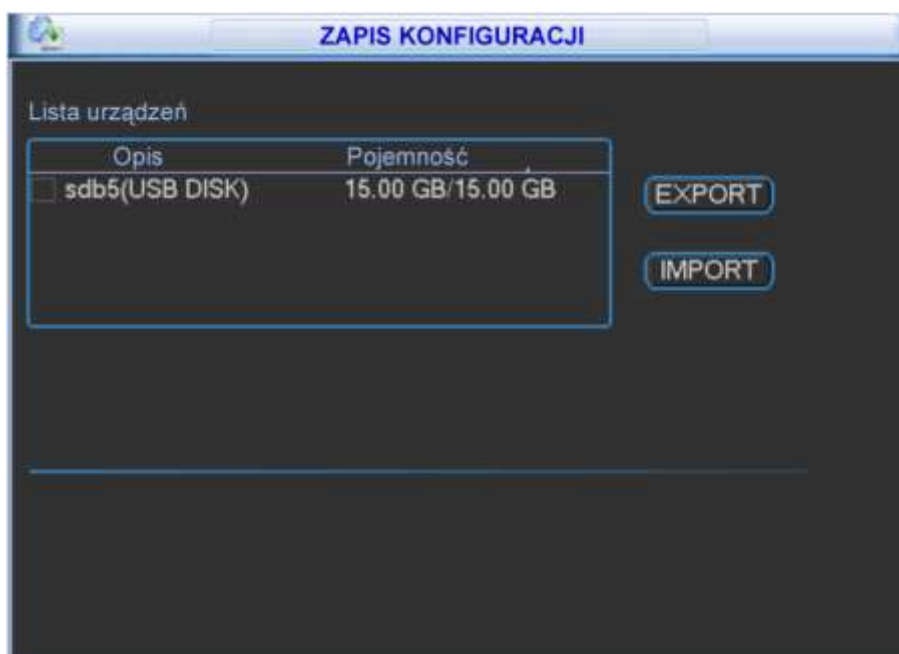 ZAPIS KONFIGURACJI
Lista urządzeń
Opis Pojemność
sdb5(USB DISK) 15.00 GB/15.00 GB
EXPORT
IMPORT